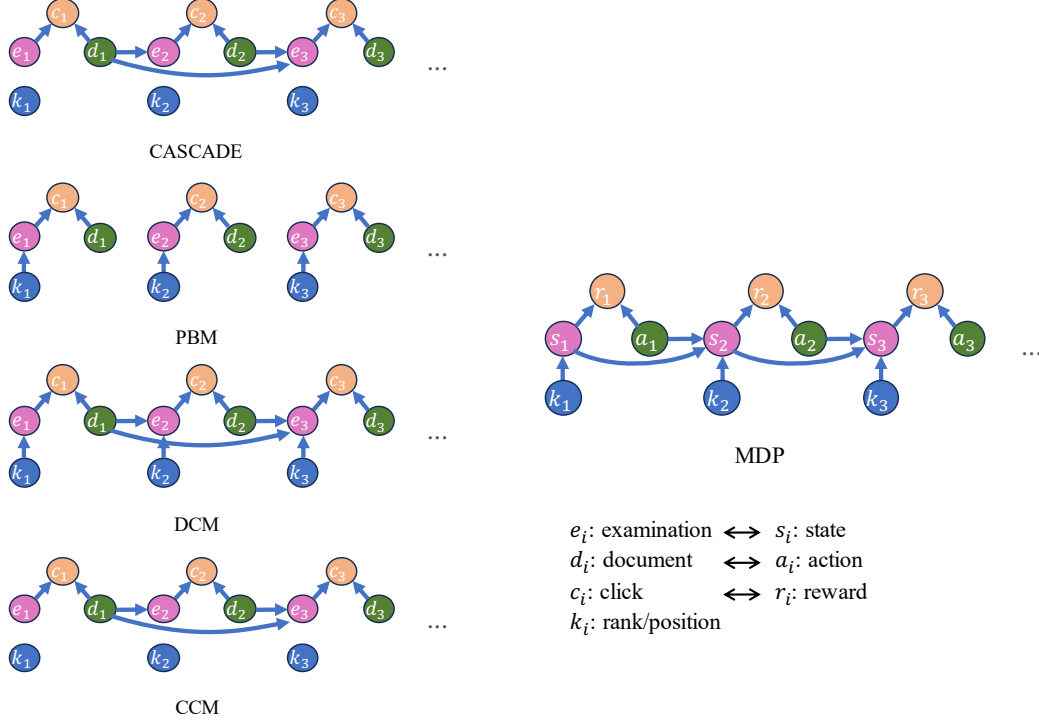 c₁ c₂ c₃
e₁ d₁ e₂ d₂ e₃ d₃ ...
k₁ k₂ k₃
CASCADE
c₁ c₂ c₃
e₁ d₁ e₂ d₂ e₃ d₃ ...
k₁ k₂ k₃
PBM
c₁ c₂ c₃
e₁ d₁ e₂ d₂ e₃ d₃ ...
k₁ k₂ k₃
DCM
c₁ c₂ c₃
e₁ d₁ e₂ d₂ e₃ d₃ ...
k₁ k₂ k₃
CCM
r₁ r₂ r₃
s₁ a₁ s₂ a₂ s₃ a₃ ...
k₁ k₂ k₃
MDP
eᵢ: examination ↔ sᵢ: state
dᵢ: document ↔ aᵢ: action
cᵢ: click ↔ rᵢ: reward
kᵢ: rank/position